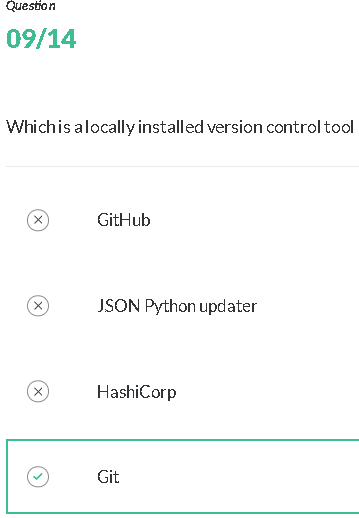 Question
09/14
Which is a locally installed version control tool
GitHub
JSON Python updater
HashiCorp
Git